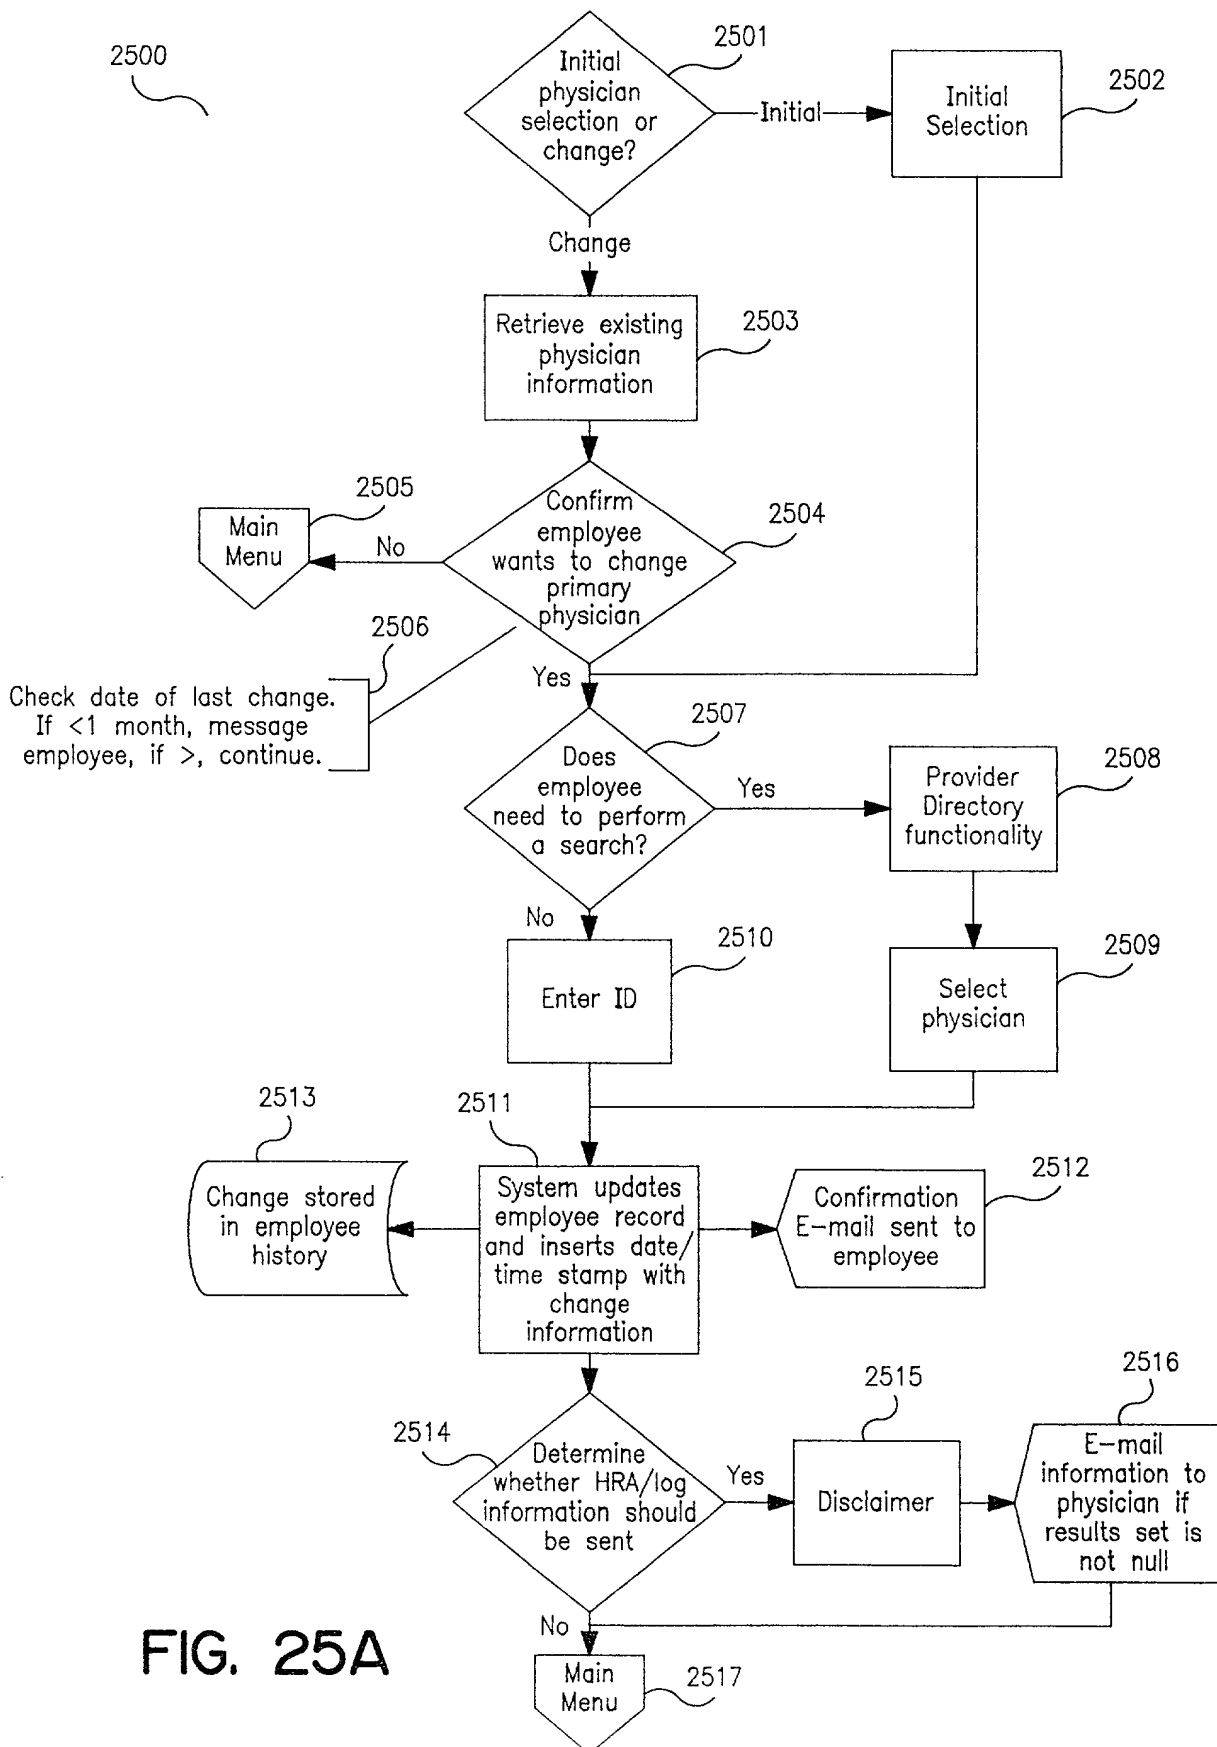 2500
2501
Initial
physician
selection or
change?
Initial
2502
Initial
Selection
Change
2503
Retrieve existing
physician
information
2505
Main
Menu
No
2504
Confirm
employee
wants to change
primary
physician
2506
Check date of last change.
If <1 month, message
employee, if >, continue.
Yes
2507
Does
employee
need to perform
a search?
Yes
2508
Provider
Directory
functionality
No
2510
Enter ID
2509
Select
physician
2513
Change stored
in employee
history
2511
System updates
employee record
and inserts date/
time stamp with
change
information
2512
Confirmation
E-mail sent to
employee
2514
Determine
whether HRA/log
information should
be sent
Yes
2515
Disclaimer
2516
E-mail
information to
physician if
results set is
not null
No
2517
Main
Menu
FIG. 25A